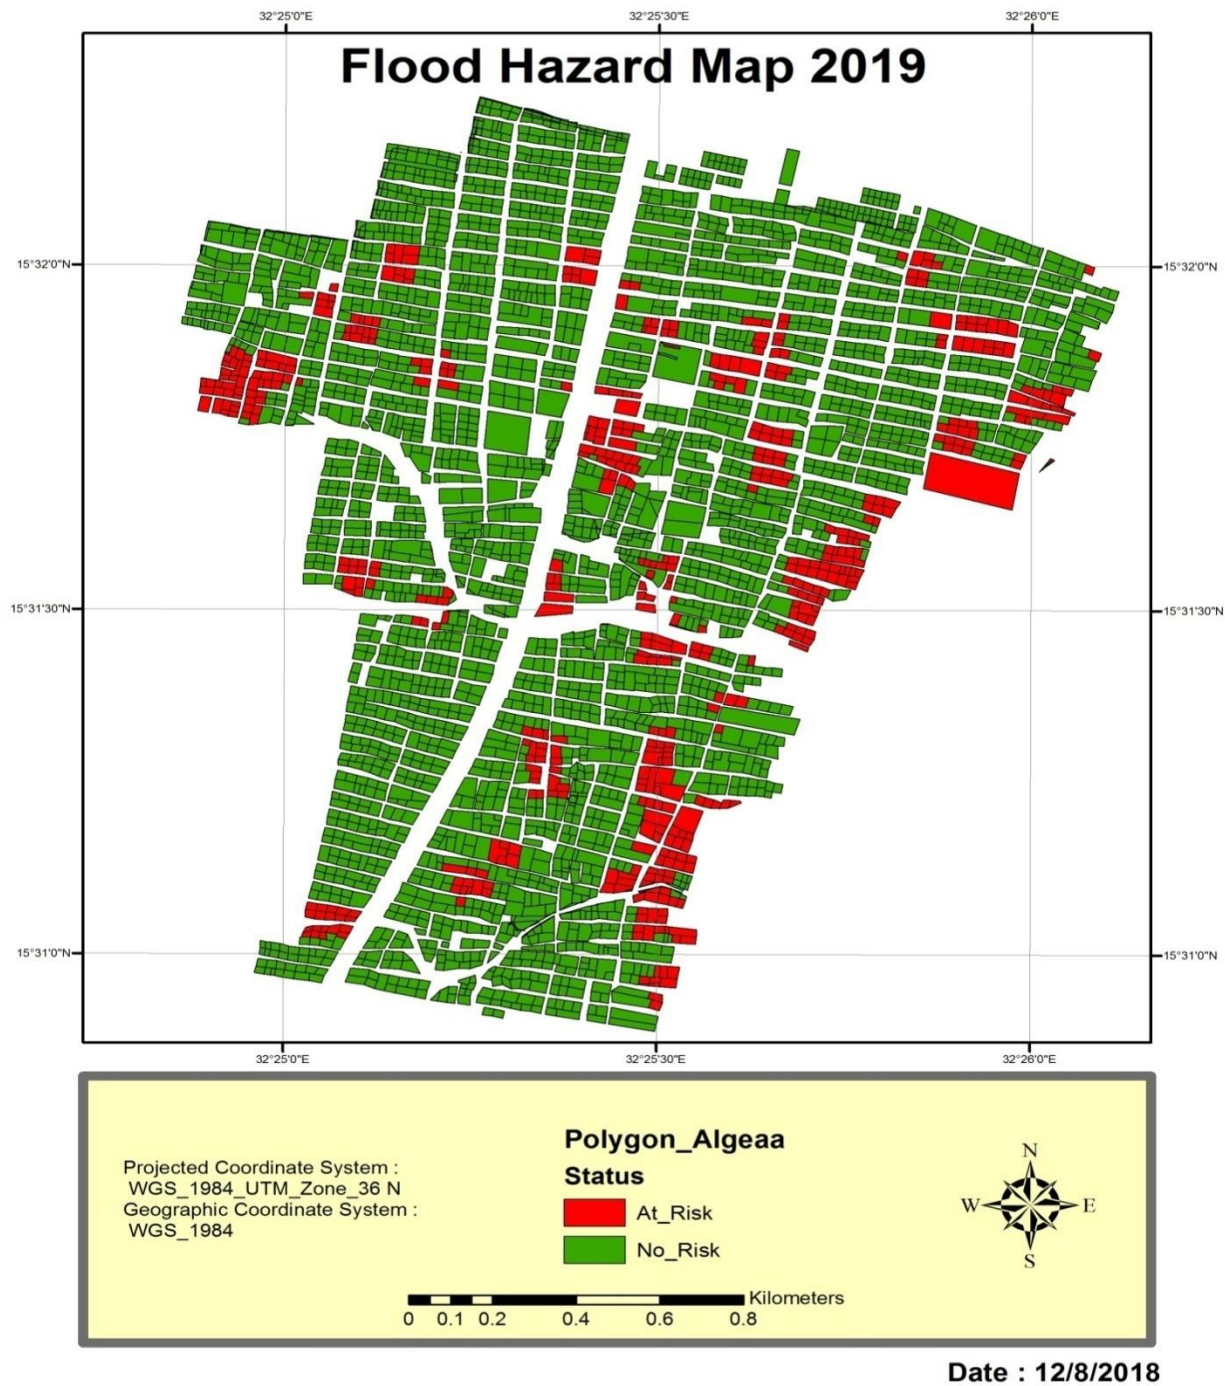 32°25'0"E 32°25'30"E 32°26'0"E
Flood Hazard Map 2019
15°32'0"N 15°32'0"N
15°31'30"N 15°31'30"N
15°31'0"N 15°31'0"N
32°25'0"E 32°25'30"E 32°26'0"E
Projected Coordinate System :
WGS_1984_UTM_Zone_36 N
Geographic Coordinate System :
WGS_1984
Polygon_Algeaa
Status
At_Risk
No_Risk
N
W E
S
Kilometers
0 0.1 0.2 0.4 0.6 0.8
Date : 12/8/2018